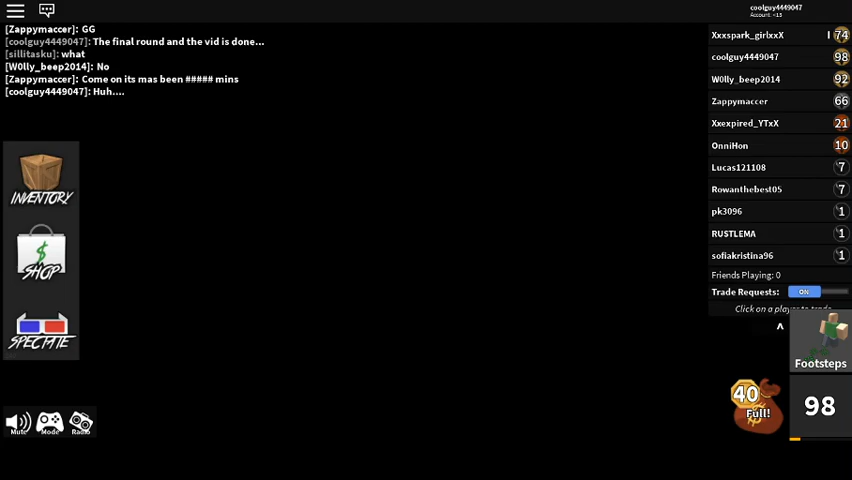 coolguy4449047
Account: <13
[Zappymaccer]: GG
[coolguy4449047]: The final round and the vid is done...
[sillitasku]: what
[W0lly_beep2014]: No
[Zappymaccer]: Come on its mas been ##### mins
[coolguy4449047]: Huh....
Xxxspark_girlxxX I 74
coolguy4449047 98
W0lly_beep2014 92
Zappymaccer 66
Xxexpired_YTxX 21
OnniHon 10
Lucas121108 7
Rowanthebest05 7
pk3096 1
RUSTLEMA 1
sofiakristina96 1
Friends Playing: 0
Trade Requests: ON
Click on a player to trade
^
INVENTORY
SHOP
SPECTATE
Footsteps
40
Full!
98
Mute
Mode
Radio